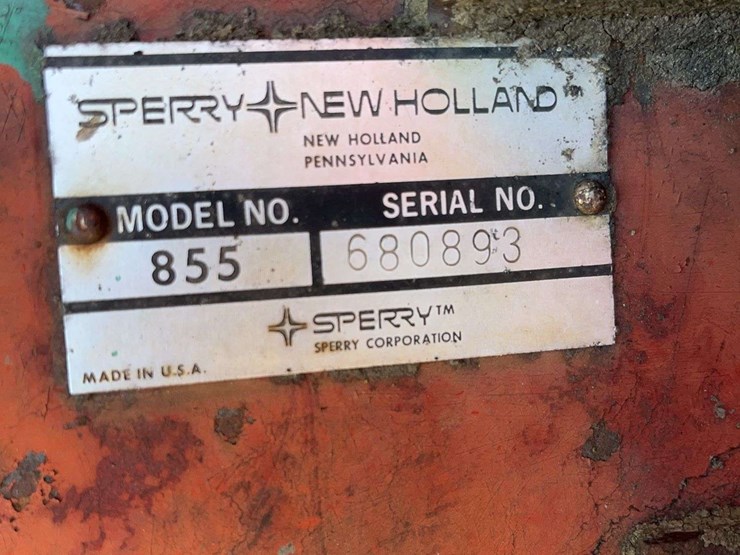 SPERRY NEW HOLLAND
NEW HOLLAND
PENNSYLVANIA
MODEL NO. SERIAL NO.
855 680893
SPERRY™
SPERRY CORPORATION
MADE IN U.S.A.